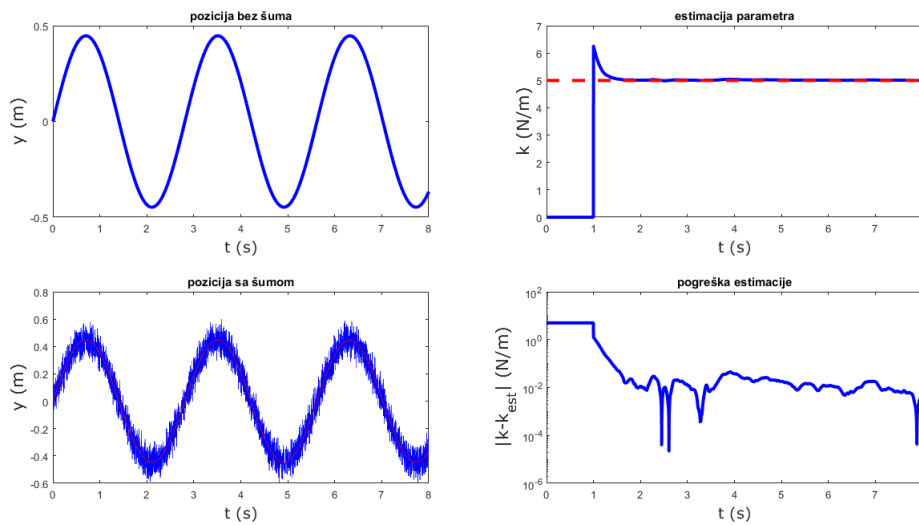 pozicija bez šuma
0.5
0
-0.5
y (m)
0 1 2 3 4 5 6 7 8
t (s)
estimacija parametra
7
6
5
4
3
2
1
0
k (N/m)
0 1 2 3 4 5 6 7
t (s)
pozicija sa šumom
0.8
0.6
0.4
0.2
0
-0.2
-0.4
-0.6
y (m)
0 1 2 3 4 5 6 7 8
t (s)
pogreška estimacije
10^2
10^0
10^-2
10^-4
10^-6
|k-k_est| (N/m)
0 1 2 3 4 5 6 7
t (s)